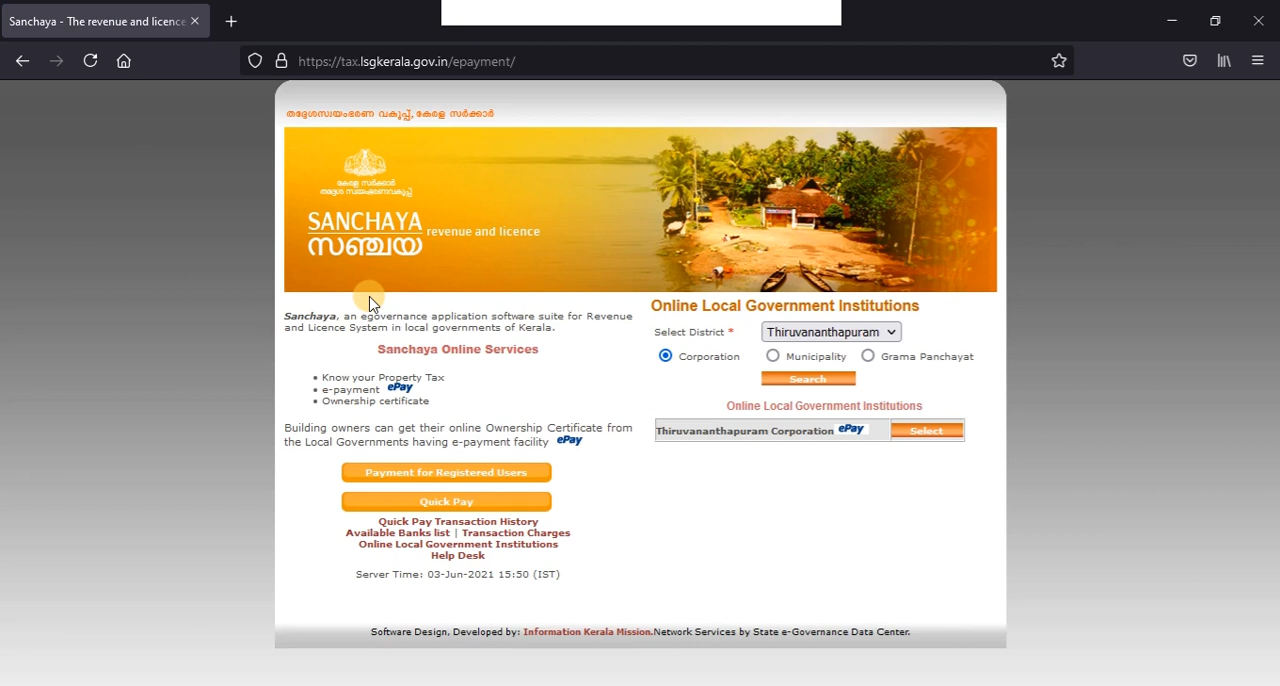 Sanchaya - The revenue and licence
https://tax.lsgkerala.gov.in/epayment/
തദ്ദേശസ്വയംഭരണ വകുപ്പ്, കേരള സർക്കാർ
കേരള സർക്കാർ
തദ്ദേശ സ്വയംഭരണവകുപ്പ്
SANCHAYA
സഞ്ചയ
revenue and licence
Sanchaya, an egovernance application software suite for Revenue
and Licence System in local governments of Kerala.
Sanchaya Online Services
• Know your Property Tax
• e-payment ePay
• Ownership certificate
Building owners can get their online Ownership Certificate from
the Local Governments having e-payment facility ePay
Payment for Registered Users
Quick Pay
Quick Pay Transaction History
Available Banks list | Transaction Charges
Online Local Government Institutions
Help Desk
Server Time: 03-Jun-2021 15:50 (IST)
Online Local Government Institutions
Select District * Thiruvananthapuram
Corporation Municipality Grama Panchayat
Search
Online Local Government Institutions
Thiruvananthapuram Corporation ePay Select
Software Design, Developed by: Information Kerala Mission.Network Services by State e-Governance Data Center.